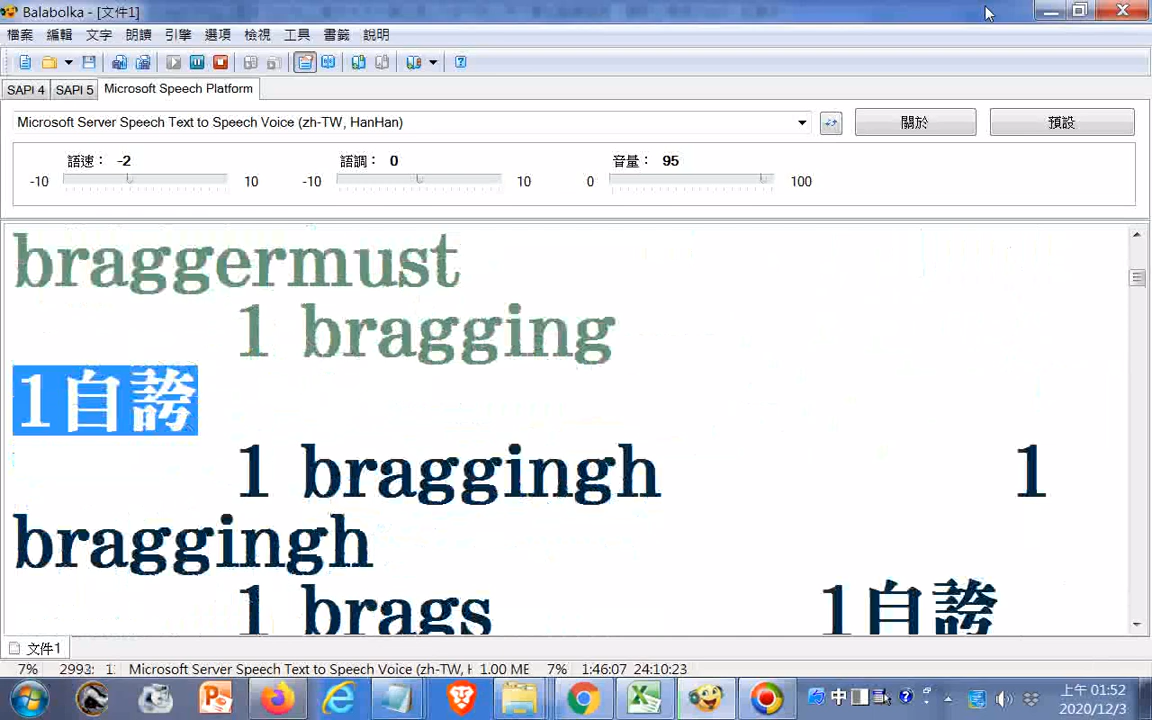 Balabolka - [文件1]
檔案 編輯 文字 朗讀 引擎 選項 檢視 工具 書籤 說明
SAPI 4 SAPI 5 Microsoft Speech Platform
Microsoft Server Speech Text to Speech Voice (zh-TW, HanHan) 關於 預設
語速： -2 語調： 0 音量： 95
-10 10 -10 10 0 100
braggermust
1 bragging
1自誇
1 braggingh 1
braggingh
1 brags 1自誇
文件1
7% 2993: Microsoft Server Speech Text to Speech Voice (zh-TW, 1.00 ME 7% 1:46:07 24:10:23
中 上午 01:52
2020/12/3